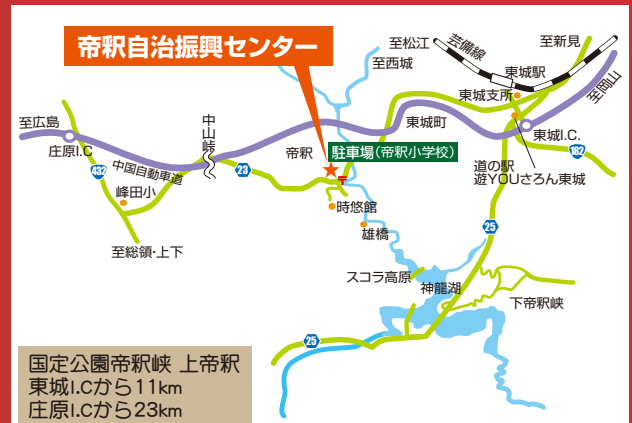 帝釈自治振興センター
至松江
芸備線
至新見
至西城
東城駅
東城支所
至岡山
至広島
庄原I.C
中国自動車道
中山峠
帝釈
駐車場(帝釈小学校)
東城町
東城I.C.
182
道の駅
遊YOUさろん東城
432
峰田小
23
時悠館
雄橋
25
至総領・上下
スコラ高原
神龍湖
下帝釈峡
25
国定公園帝釈峡 上帝釈
東城I.Cから11km
庄原I.Cから23km